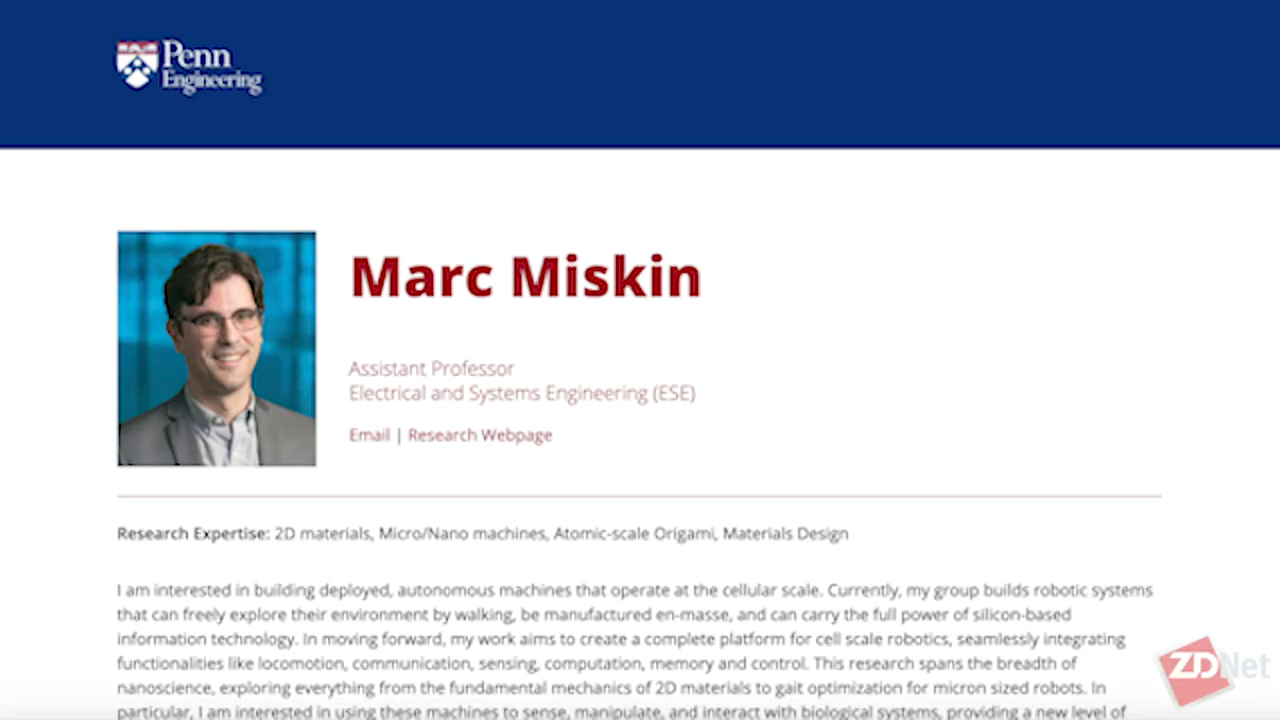 Penn
Engineering
Marc Miskin
Assistant Professor
Electrical and Systems Engineering (ESE)
Email | Research Webpage
Research Expertise: 2D materials, Micro/Nano machines, Atomic-scale Origami, Materials Design
I am interested in building deployed, autonomous machines that operate at the cellular scale. Currently, my group builds robotic systems
that can freely explore their environment by walking, be manufactured en-masse, and can carry the full power of silicon-based
information technology. In moving forward, my work aims to create a complete platform for cell scale robotics, seamlessly integrating
functionalities like locomotion, communication, sensing, computation, memory and control. This research spans the breadth of
nanoscience, exploring everything from the fundamental mechanics of 2D materials to gait optimization for micron sized robots. In
particular, I am interested in using these machines to sense, manipulate, and interact with biological systems, providing a new level of
ZDNet